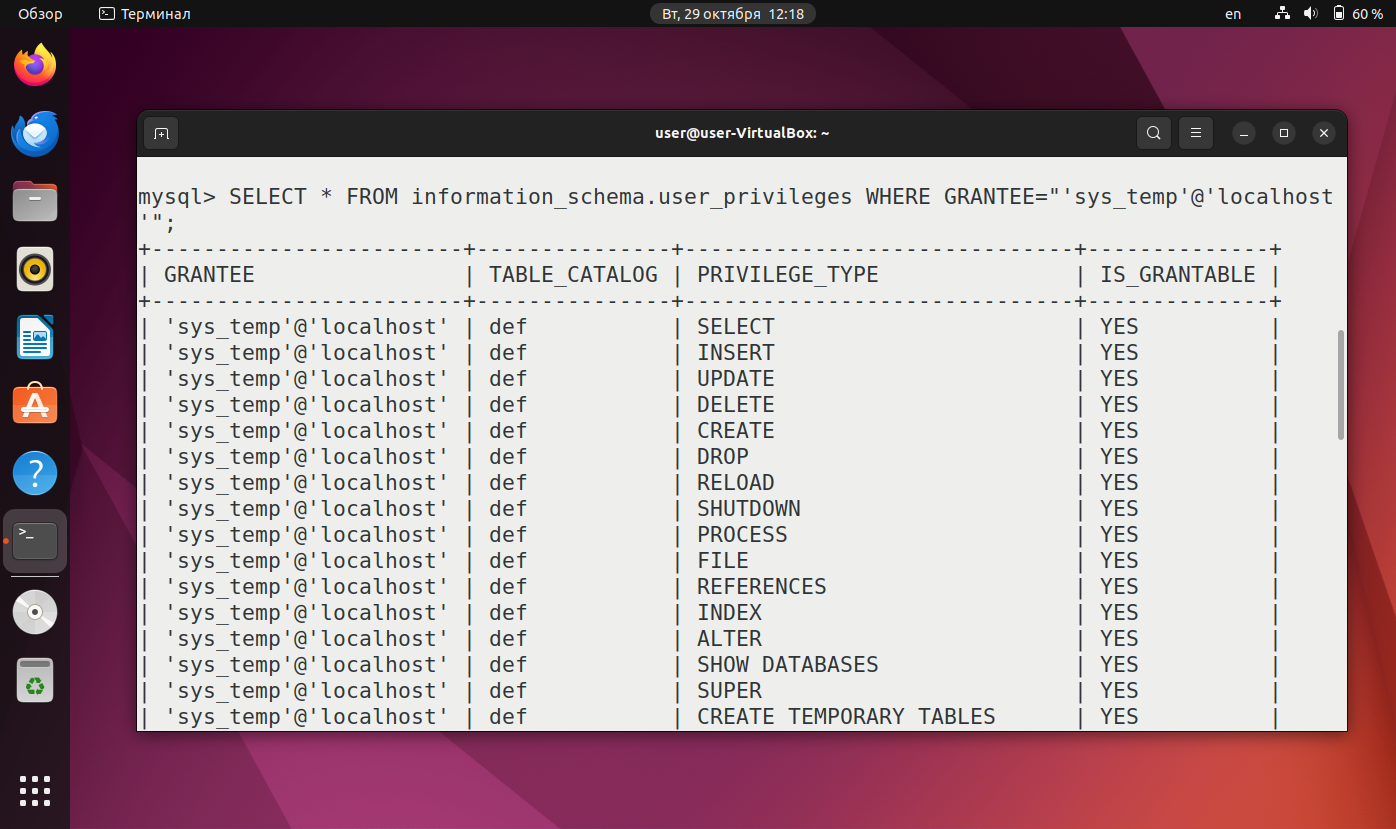 Обзор Терминал Вт, 29 октября 12:18 en 60 %
user@user-VirtualBox: ~
mysql> SELECT * FROM information_schema.user_privileges WHERE GRANTEE="'sys_temp'@'localhost
'";
+------------------------+---------------+------------------------------+--------------+
| GRANTEE                | TABLE_CATALOG | PRIVILEGE_TYPE               | IS_GRANTABLE |
+------------------------+---------------+------------------------------+--------------+
| 'sys_temp'@'localhost' | def           | SELECT                       | YES          |
| 'sys_temp'@'localhost' | def           | INSERT                       | YES          |
| 'sys_temp'@'localhost' | def           | UPDATE                       | YES          |
| 'sys_temp'@'localhost' | def           | DELETE                       | YES          |
| 'sys_temp'@'localhost' | def           | CREATE                       | YES          |
| 'sys_temp'@'localhost' | def           | DROP                         | YES          |
| 'sys_temp'@'localhost' | def           | RELOAD                       | YES          |
| 'sys_temp'@'localhost' | def           | SHUTDOWN                     | YES          |
| 'sys_temp'@'localhost' | def           | PROCESS                      | YES          |
| 'sys_temp'@'localhost' | def           | FILE                         | YES          |
| 'sys_temp'@'localhost' | def           | REFERENCES                   | YES          |
| 'sys_temp'@'localhost' | def           | INDEX                        | YES          |
| 'sys_temp'@'localhost' | def           | ALTER                        | YES          |
| 'sys_temp'@'localhost' | def           | SHOW DATABASES               | YES          |
| 'sys_temp'@'localhost' | def           | SUPER                        | YES          |
| 'sys_temp'@'localhost' | def           | CREATE TEMPORARY TABLES      | YES          |